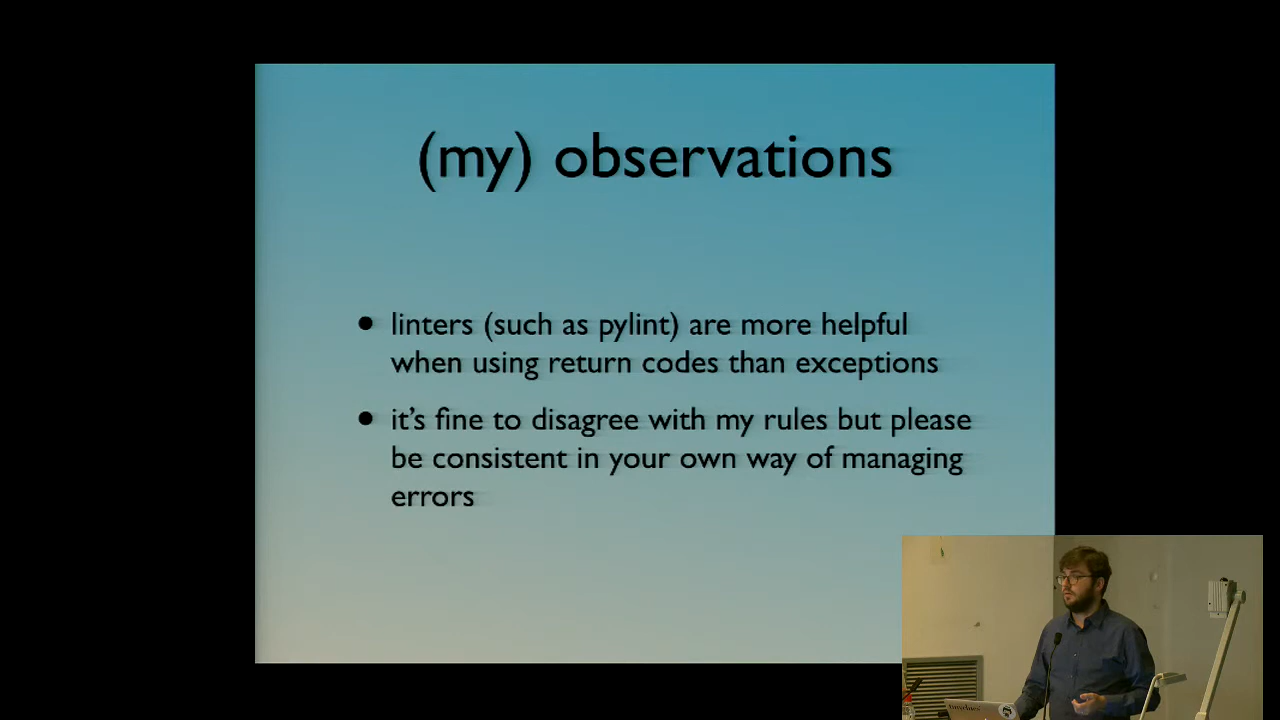 (my) observations
• linters (such as pylint) are more helpful
when using return codes than exceptions
• it's fine to disagree with my rules but please
be consistent in your own way of managing
errors